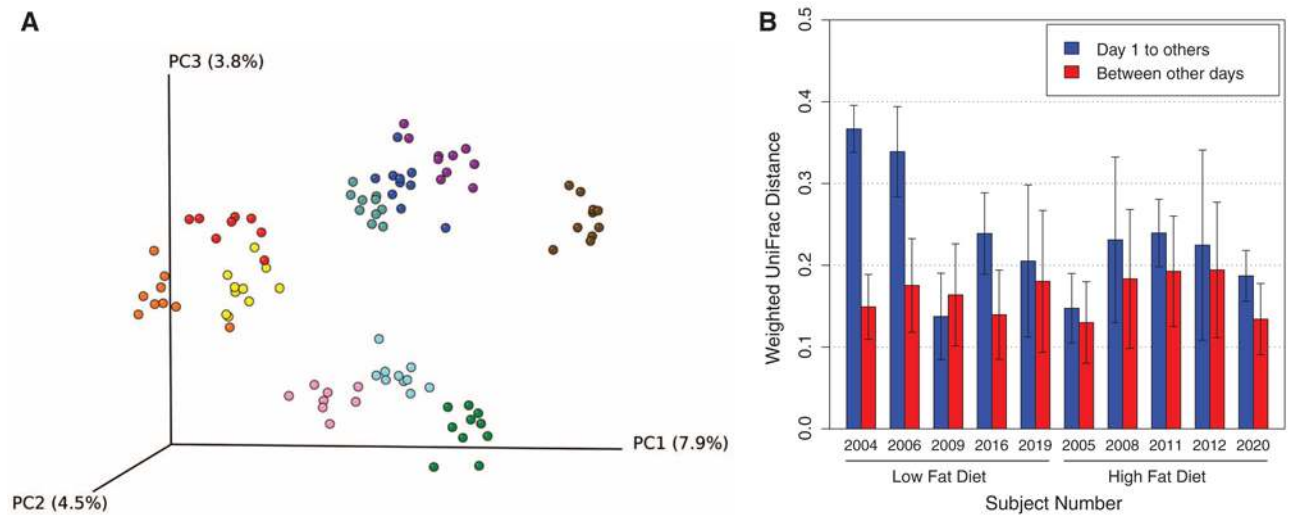 A
PC3 (3.8%)
PC1 (7.9%)
PC2 (4.5%)
B
Weighted UniFrac Distance
0.5
0.4
0.3
0.2
0.1
0.0
Day 1 to others
Between other days
2004 2006 2009 2016 2019 2005 2008 2011 2012 2020
Low Fat Diet High Fat Diet
Subject Number